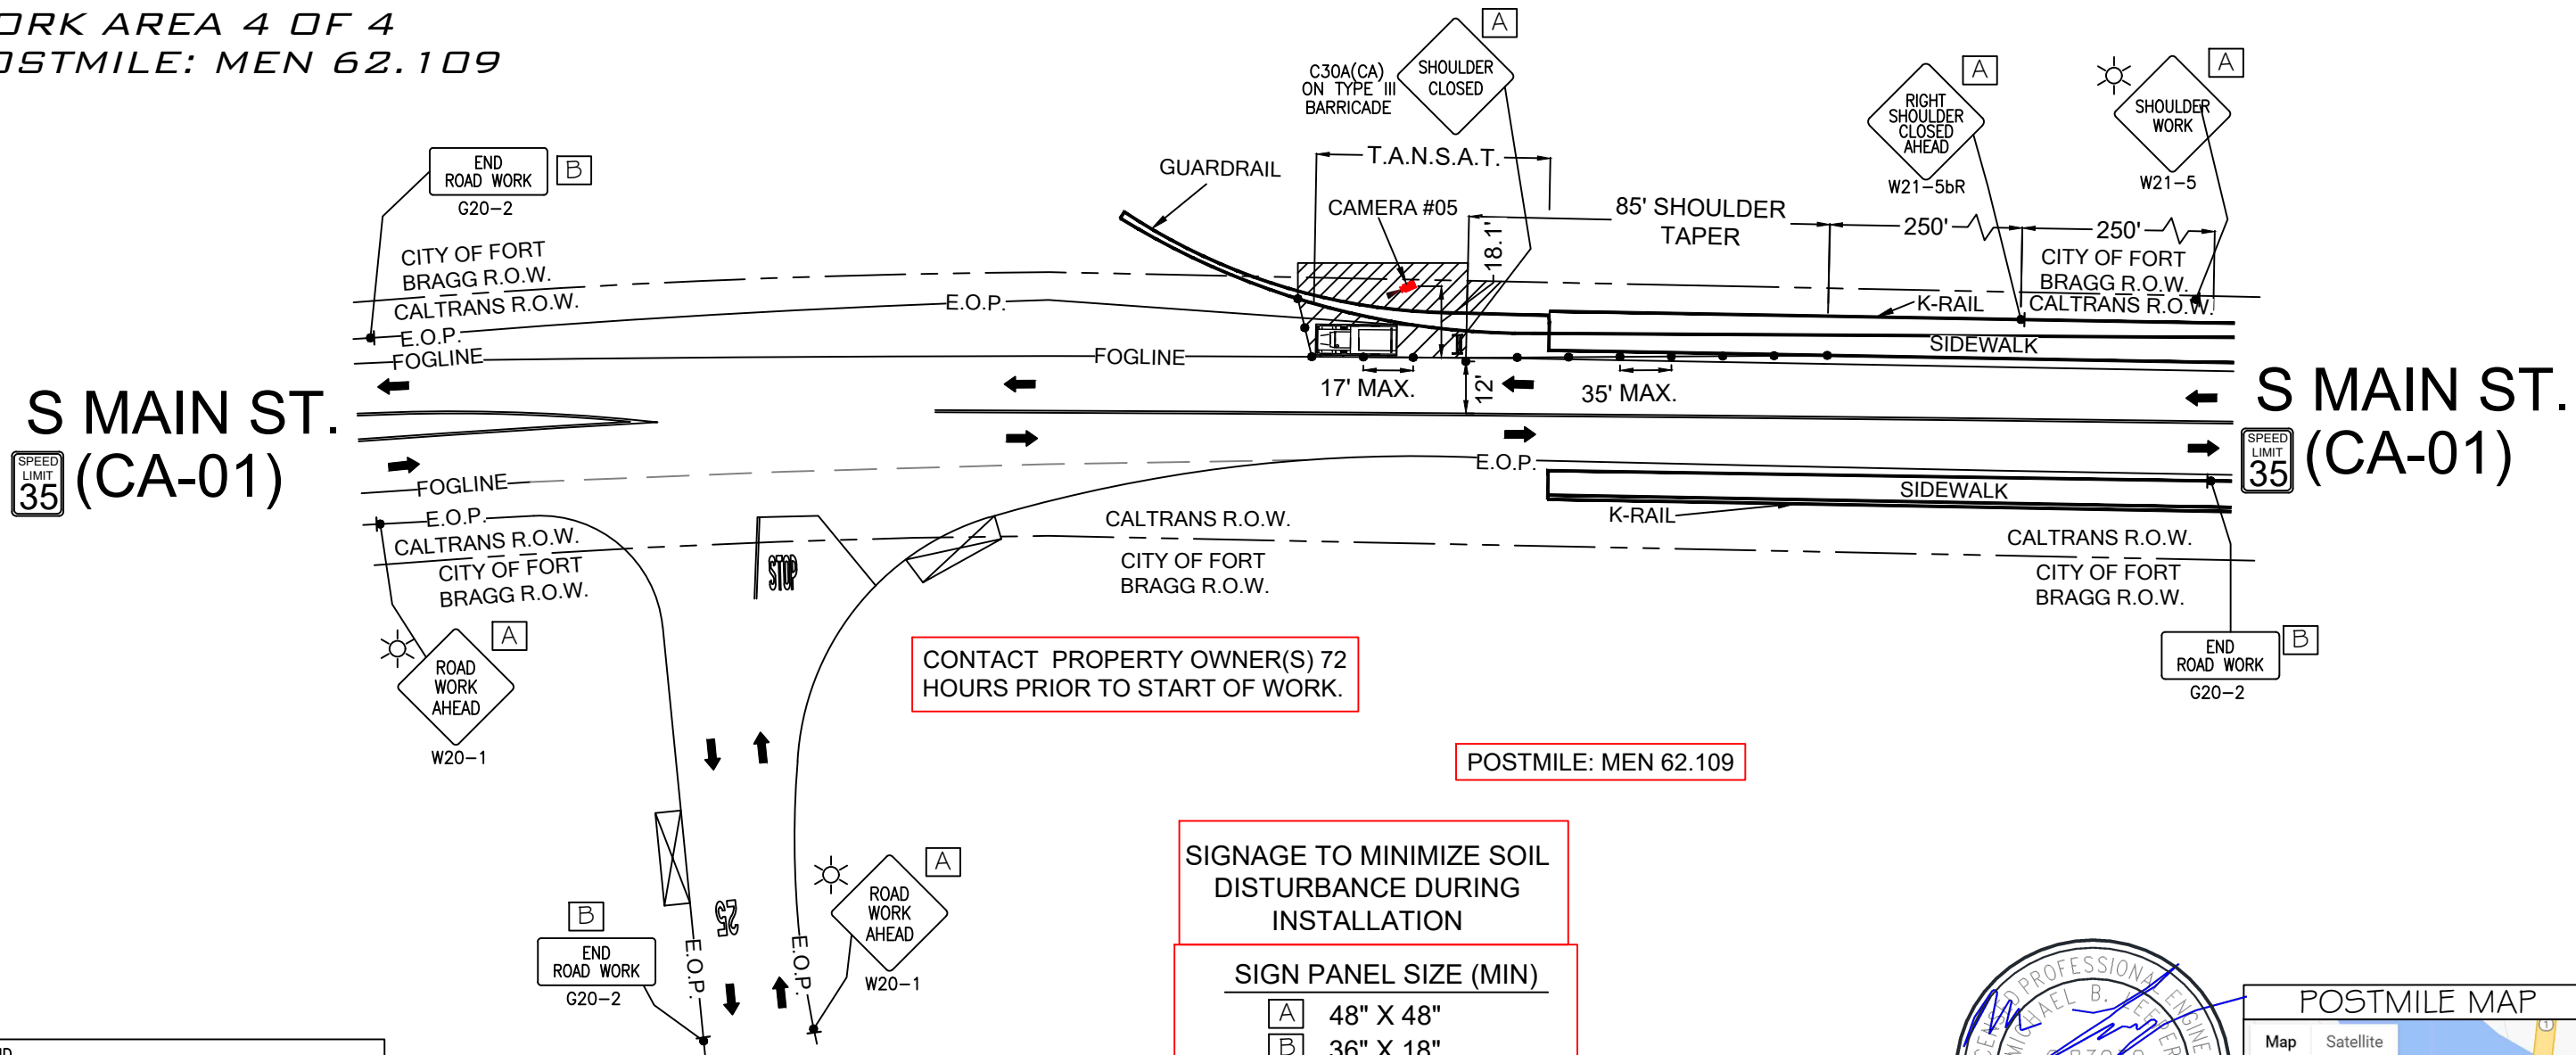 ORK AREA 4 OF 4
OSTMILE: MEN 62.109
A
SHOULDER
CLOSED
C30A(CA)
ON TYPE III
BARRICADE
A
RIGHT
SHOULDER
CLOSED
AHEAD
W21-5bR
A
SHOULDER
WORK
W21-5
END
ROAD WORK
B
G20-2
GUARDRAIL
T.A.N.S.A.T.
CAMERA #05
18.1'
85' SHOULDER
TAPER
250'
250'
CITY OF FORT
BRAGG R.O.W.
CALTRANS R.O.W.
CITY OF FORT
BRAGG R.O.W.
CALTRANS R.O.W.
E.O.P.
E.O.P.
K-RAIL
SIDEWALK
FOGLINE
FOGLINE
17' MAX.
12'
35' MAX.
S MAIN ST.
(CA-01)
SPEED
LIMIT
35
S MAIN ST.
(CA-01)
SPEED
LIMIT
35
FOGLINE
E.O.P.
E.O.P.
SIDEWALK
K-RAIL
CALTRANS R.O.W.
CITY OF FORT
BRAGG R.O.W.
CALTRANS R.O.W.
CITY OF FORT
BRAGG R.O.W.
CALTRANS R.O.W.
CITY OF FORT
BRAGG R.O.W.
STOP
A
ROAD
WORK
AHEAD
W20-1
END
ROAD WORK
B
G20-2
CONTACT PROPERTY OWNER(S) 72
HOURS PRIOR TO START OF WORK.
POSTMILE: MEN 62.109
SIGNAGE TO MINIMIZE SOIL
DISTURBANCE DURING
INSTALLATION
SIGN PANEL SIZE (MIN)
A 48" X 48"
B 36" X 18"
A
ROAD
WORK
AHEAD
W20-1
B
END
ROAD WORK
G20-2
25
E.O.P.
E.O.P.
PROFESSIONAL
MICHAEL B.
POSTMILE MAP
Map Satellite
1